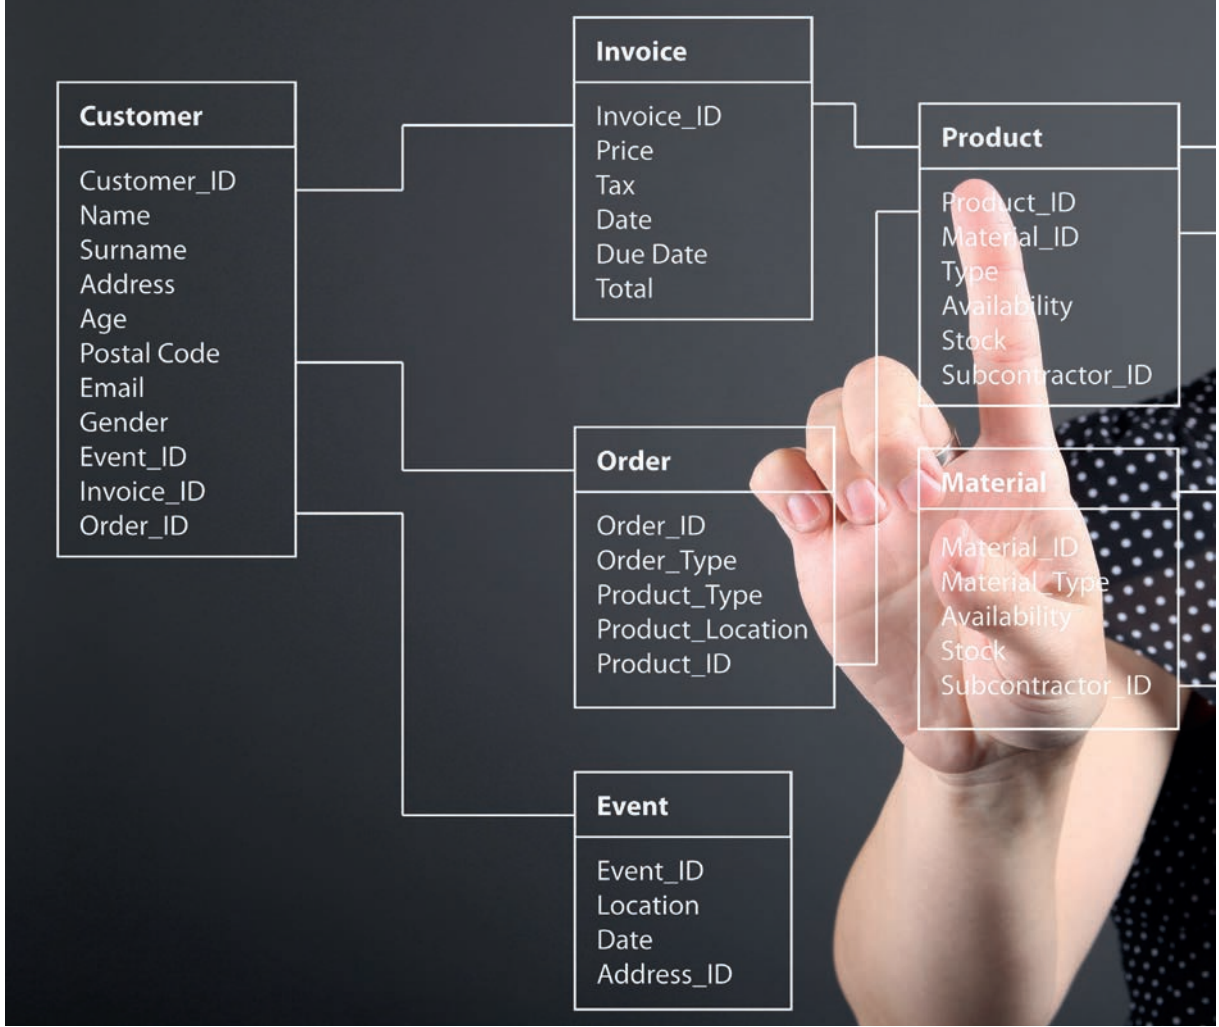 Customer
Customer_ID
Name
Surname
Address
Age
Postal Code
Email
Gender
Event_ID
Invoice_ID
Order_ID
Invoice
Invoice_ID
Price
Tax
Date
Due Date
Total
Order
Order_ID
Order_Type
Product_Type
Product_Location
Product_ID
Event
Event_ID
Location
Date
Address_ID
Product
Product_ID
Material_ID
Type
Availability
Stock
Subcontractor_ID
Material
Material_ID
Material_Type
Availability
Stock
Subcontractor_ID